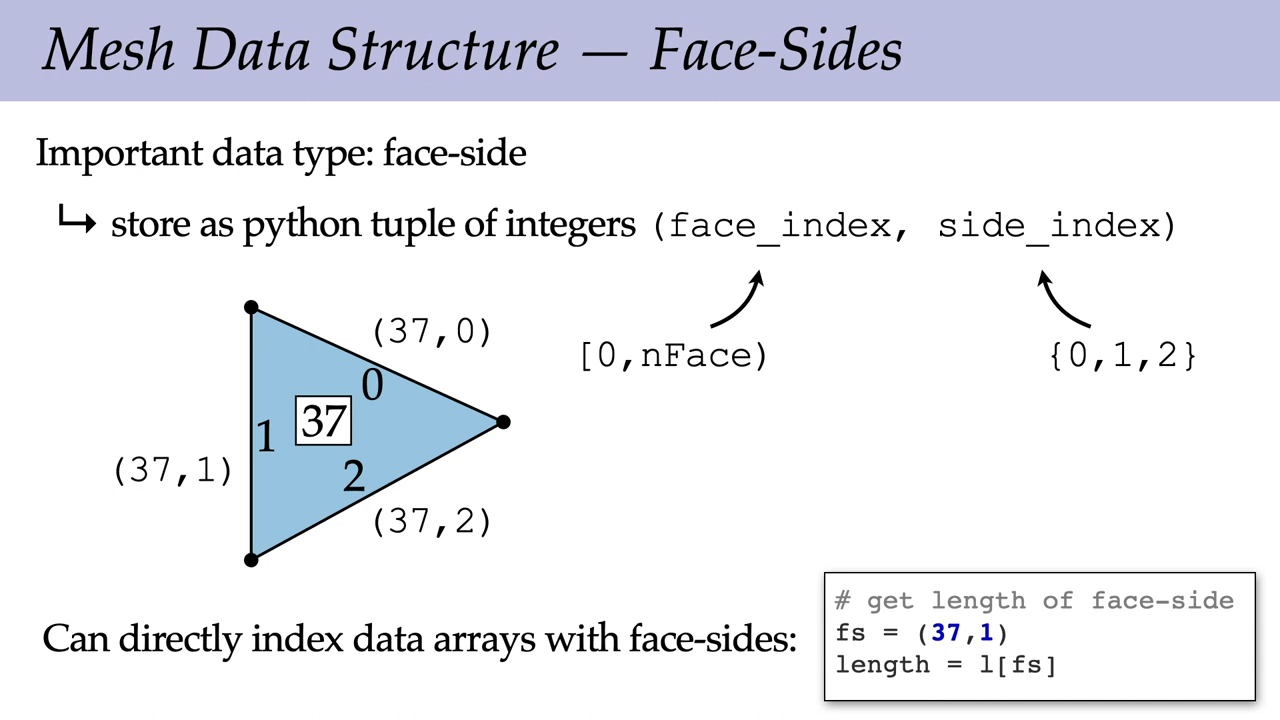 Mesh Data Structure — Face-Sides
Important data type: face-side
↳ store as python tuple of integers (face_index, side_index)
[0,nFace)
{0,1,2}
(37,0)
0
37
1
(37,1)
2
(37,2)
Can directly index data arrays with face-sides:
# get length of face-side
fs = (37,1)
length = l[fs]